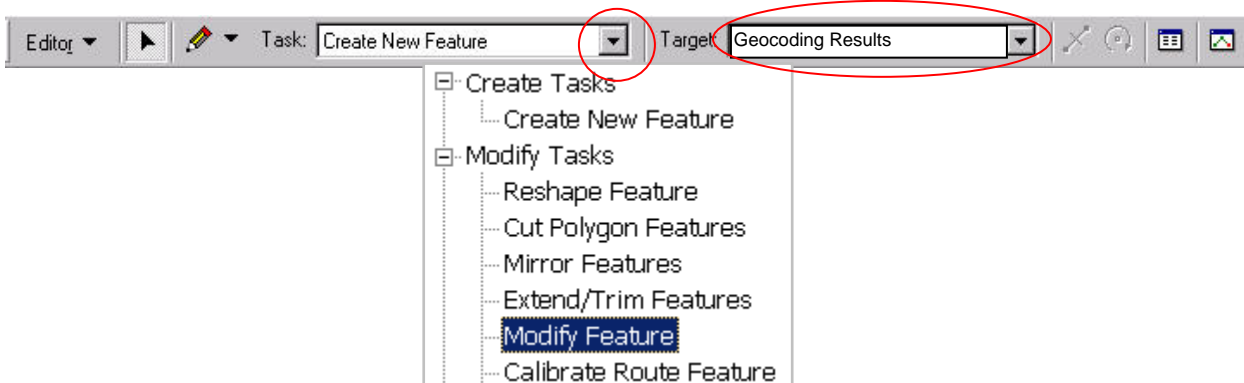 Editor Task: Create New Feature Target: Geocoding Results
Create Tasks
Create New Feature
Modify Tasks
Reshape Feature
Cut Polygon Features
Mirror Features
Extend/Trim Features
Modify Feature
Calibrate Route Feature